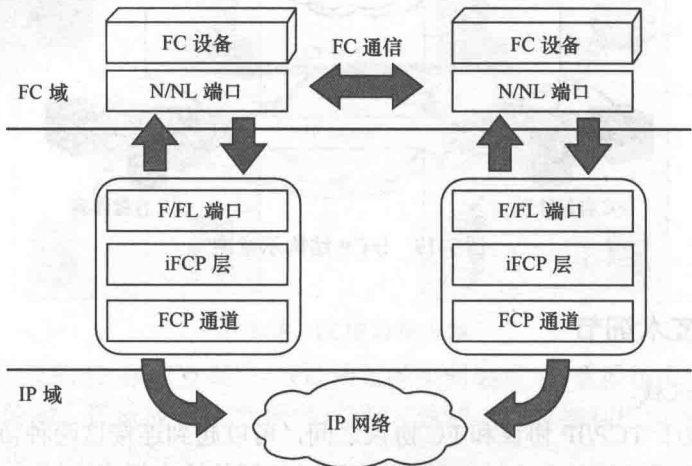 FC 设备
FC 通信
FC 设备
FC 域
N/NL 端口
N/NL 端口
F/FL 端口
F/FL 端口
iFCP 层
iFCP 层
FCP 通道
FCP 通道
IP 域
IP 网络